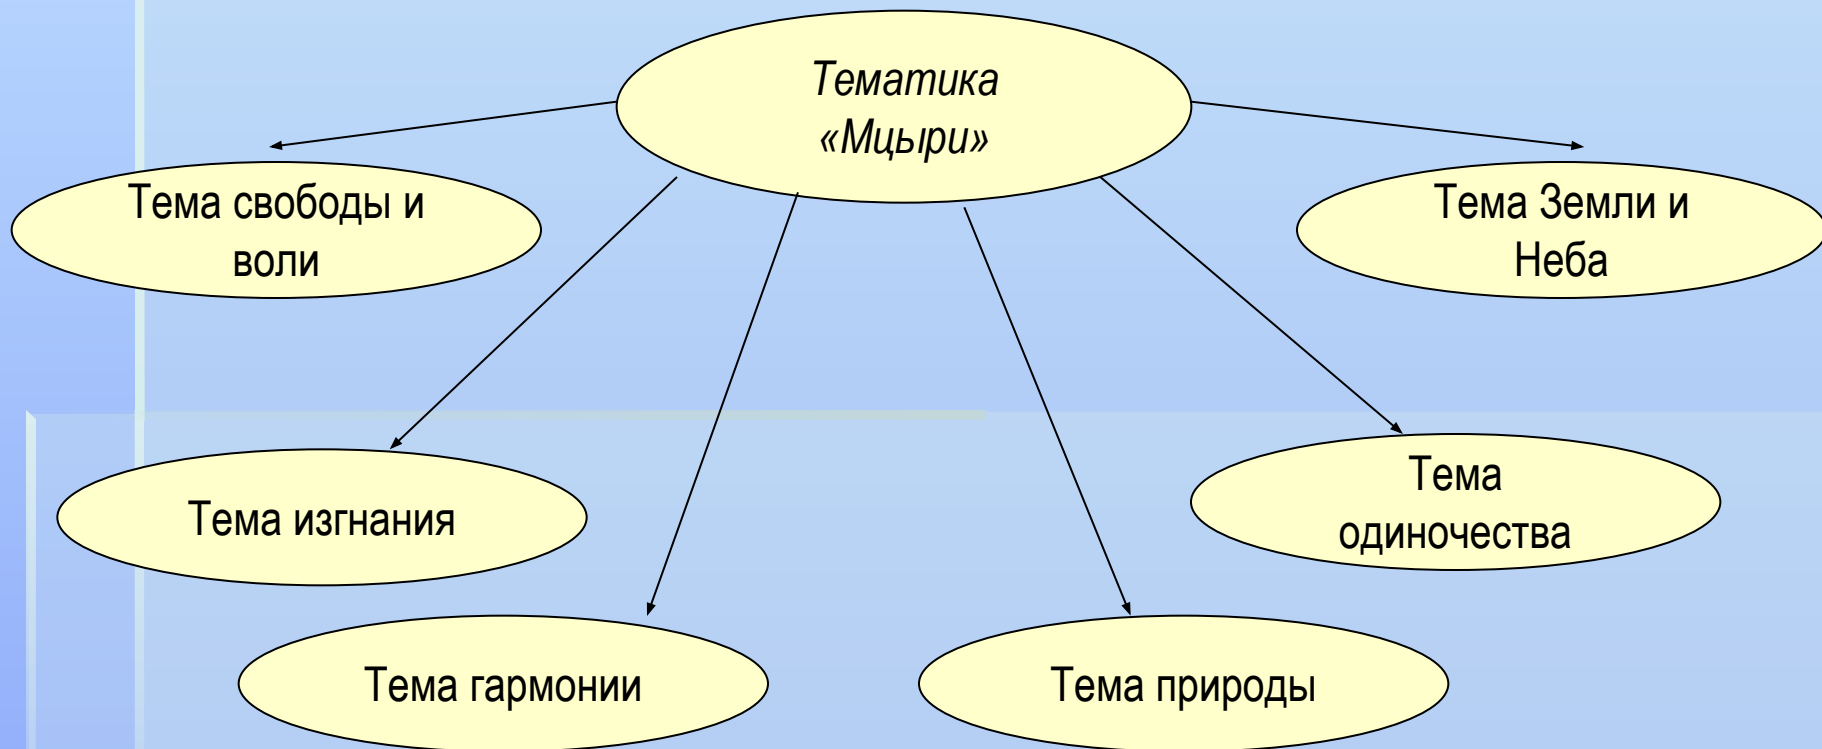 Тематика
«Мцыри»
Тема свободы и
воли
Тема Земли и
Неба
Тема изгнания
Тема
одиночества
Тема гармонии
Тема природы